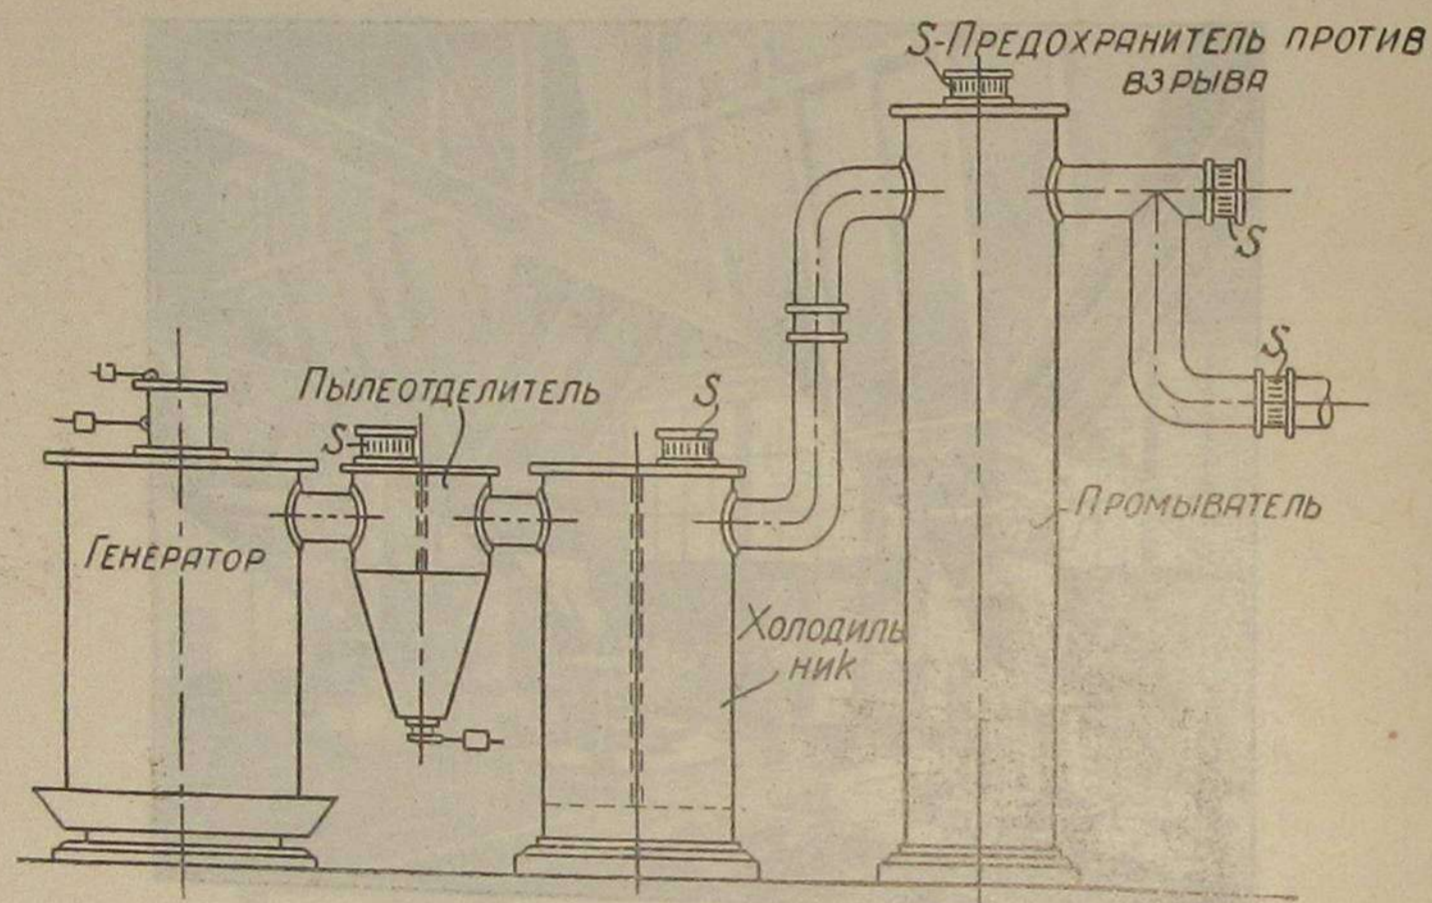 S-Предохранитель против
взрыва
S
S
Пылеотделитель
S
S
Генератор
Промыватель
Холодиль
ник